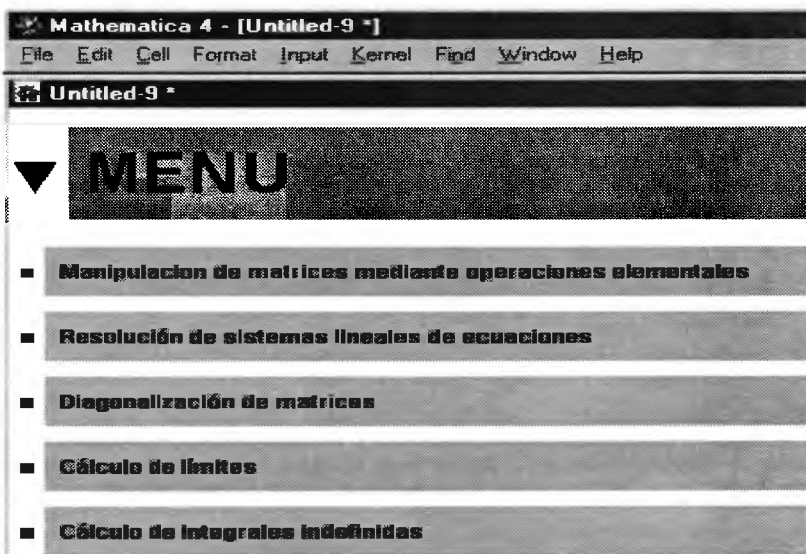 Mathematica 4 - [Untitled-9 *]
File Edit Cell Format Input Kernel Find Window Help
Untitled-9 *
MENU
Manipulacion de matrices mediante operaciones elementales
Resolución de sistemas lineales de ecuaciones
Diagonalización de matrices
Cálculo de límites
Cálculo de integrales indefinidas